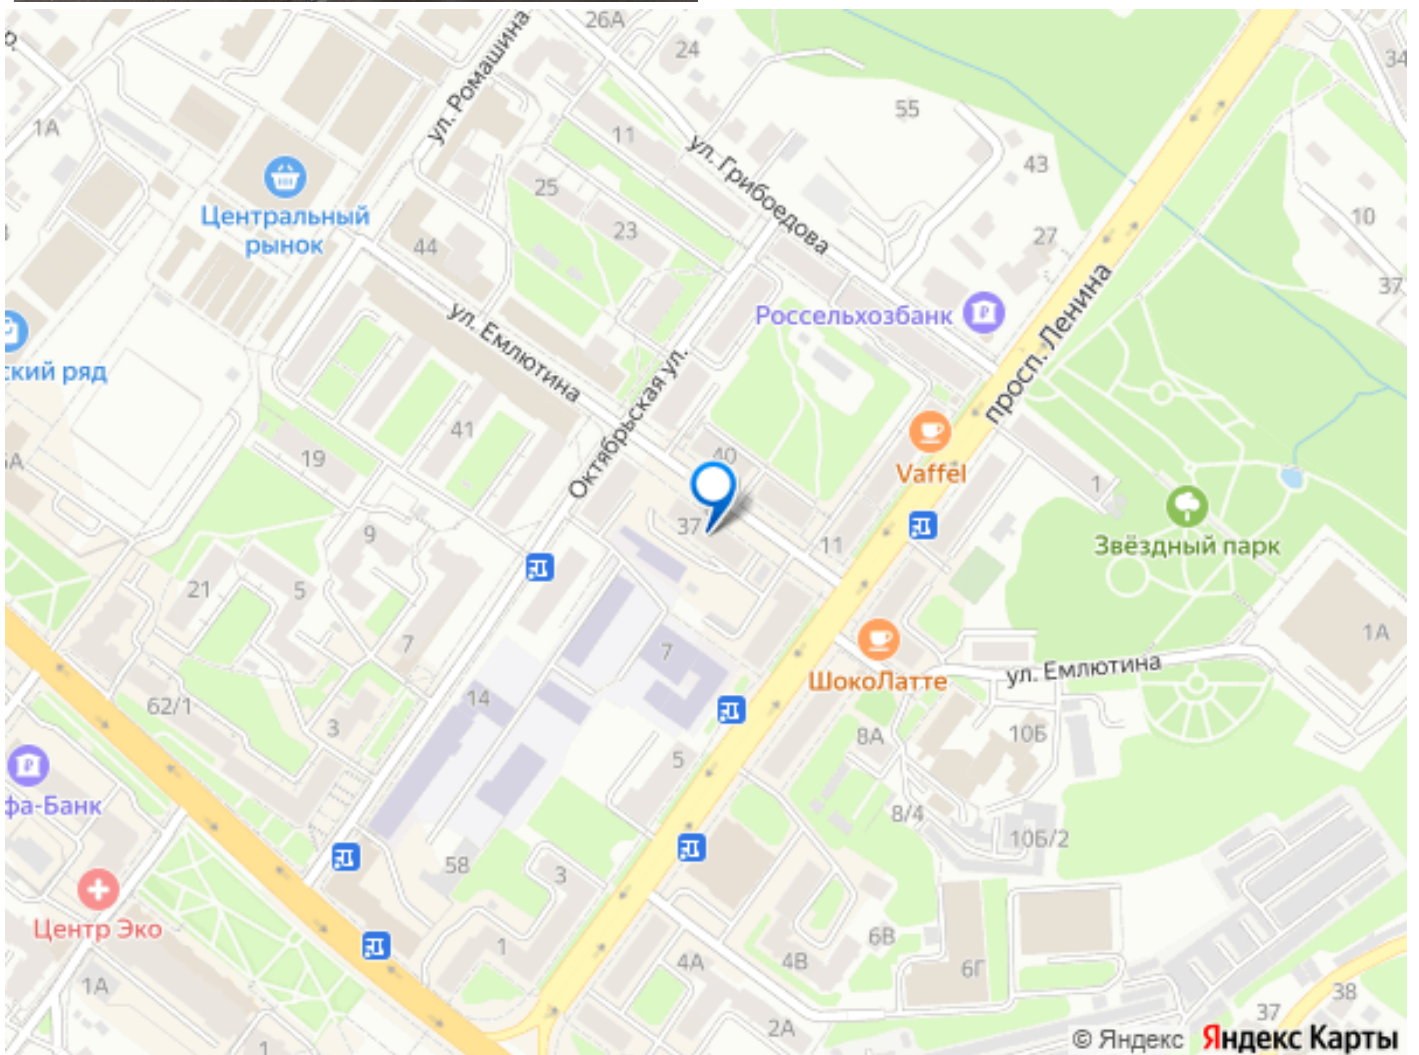 26А
24
ул. Ромашина
34
55
1А
11
ул. Грибоедова
43
25
10
Центральный
рынок
44
23
27
37
Россельхозбанк
ул. Емлютина
просп. Ленина
ский ряд
Октябрьская ул.
41
19
40
Vaffel
1
37
9
11
Звёздный парк
21
5
7
7
1А
ШокоЛатте
ул. Емлютина
14
62/1
3
8А
10Б
5
фа-Банк
8/4
10Б/2
58
3
Центр Эко
1
6В
4А
4В
6Г
1А
38
37
2А
1
© Яндекс Яндекс Карты